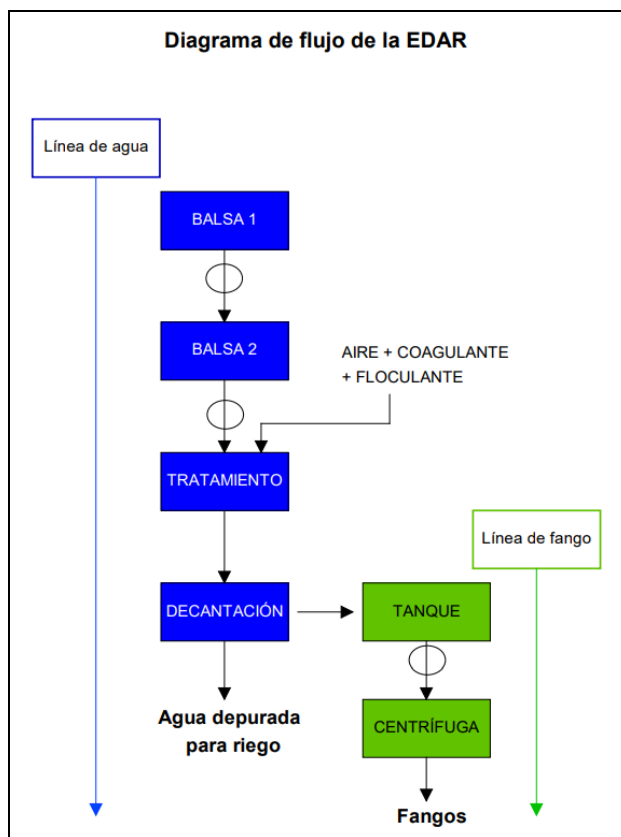 Diagrama de flujo de la EDAR
Línea de agua
BALSA 1
BALSA 2
AIRE + COAGULANTE
+ FLOCULANTE
TRATAMIENTO
Línea de fango
DECANTACIÓN
TANQUE
Agua depurada
para riego
CENTRÍFUGA
Fangos